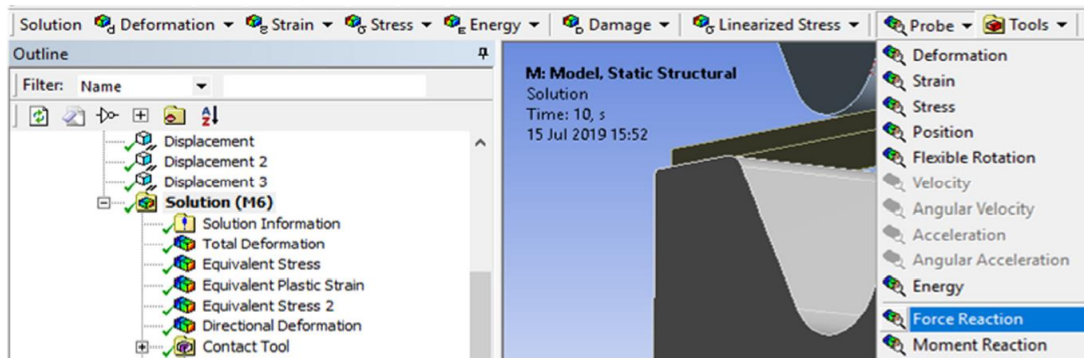 Solution Deformation Strain Stress Energy Damage Linearized Stress Probe Tools
Outline
Filter: Name
Displacement
Displacement 2
Displacement 3
Solution (M6)
Solution Information
Total Deformation
Equivalent Stress
Equivalent Plastic Strain
Equivalent Stress 2
Directional Deformation
Contact Tool
M: Model, Static Structural
Solution
Time: 10, s
15 Jul 2019 15:52
Deformation
Strain
Stress
Position
Flexible Rotation
Velocity
Angular Velocity
Acceleration
Angular Acceleration
Energy
Force Reaction
Moment Reaction